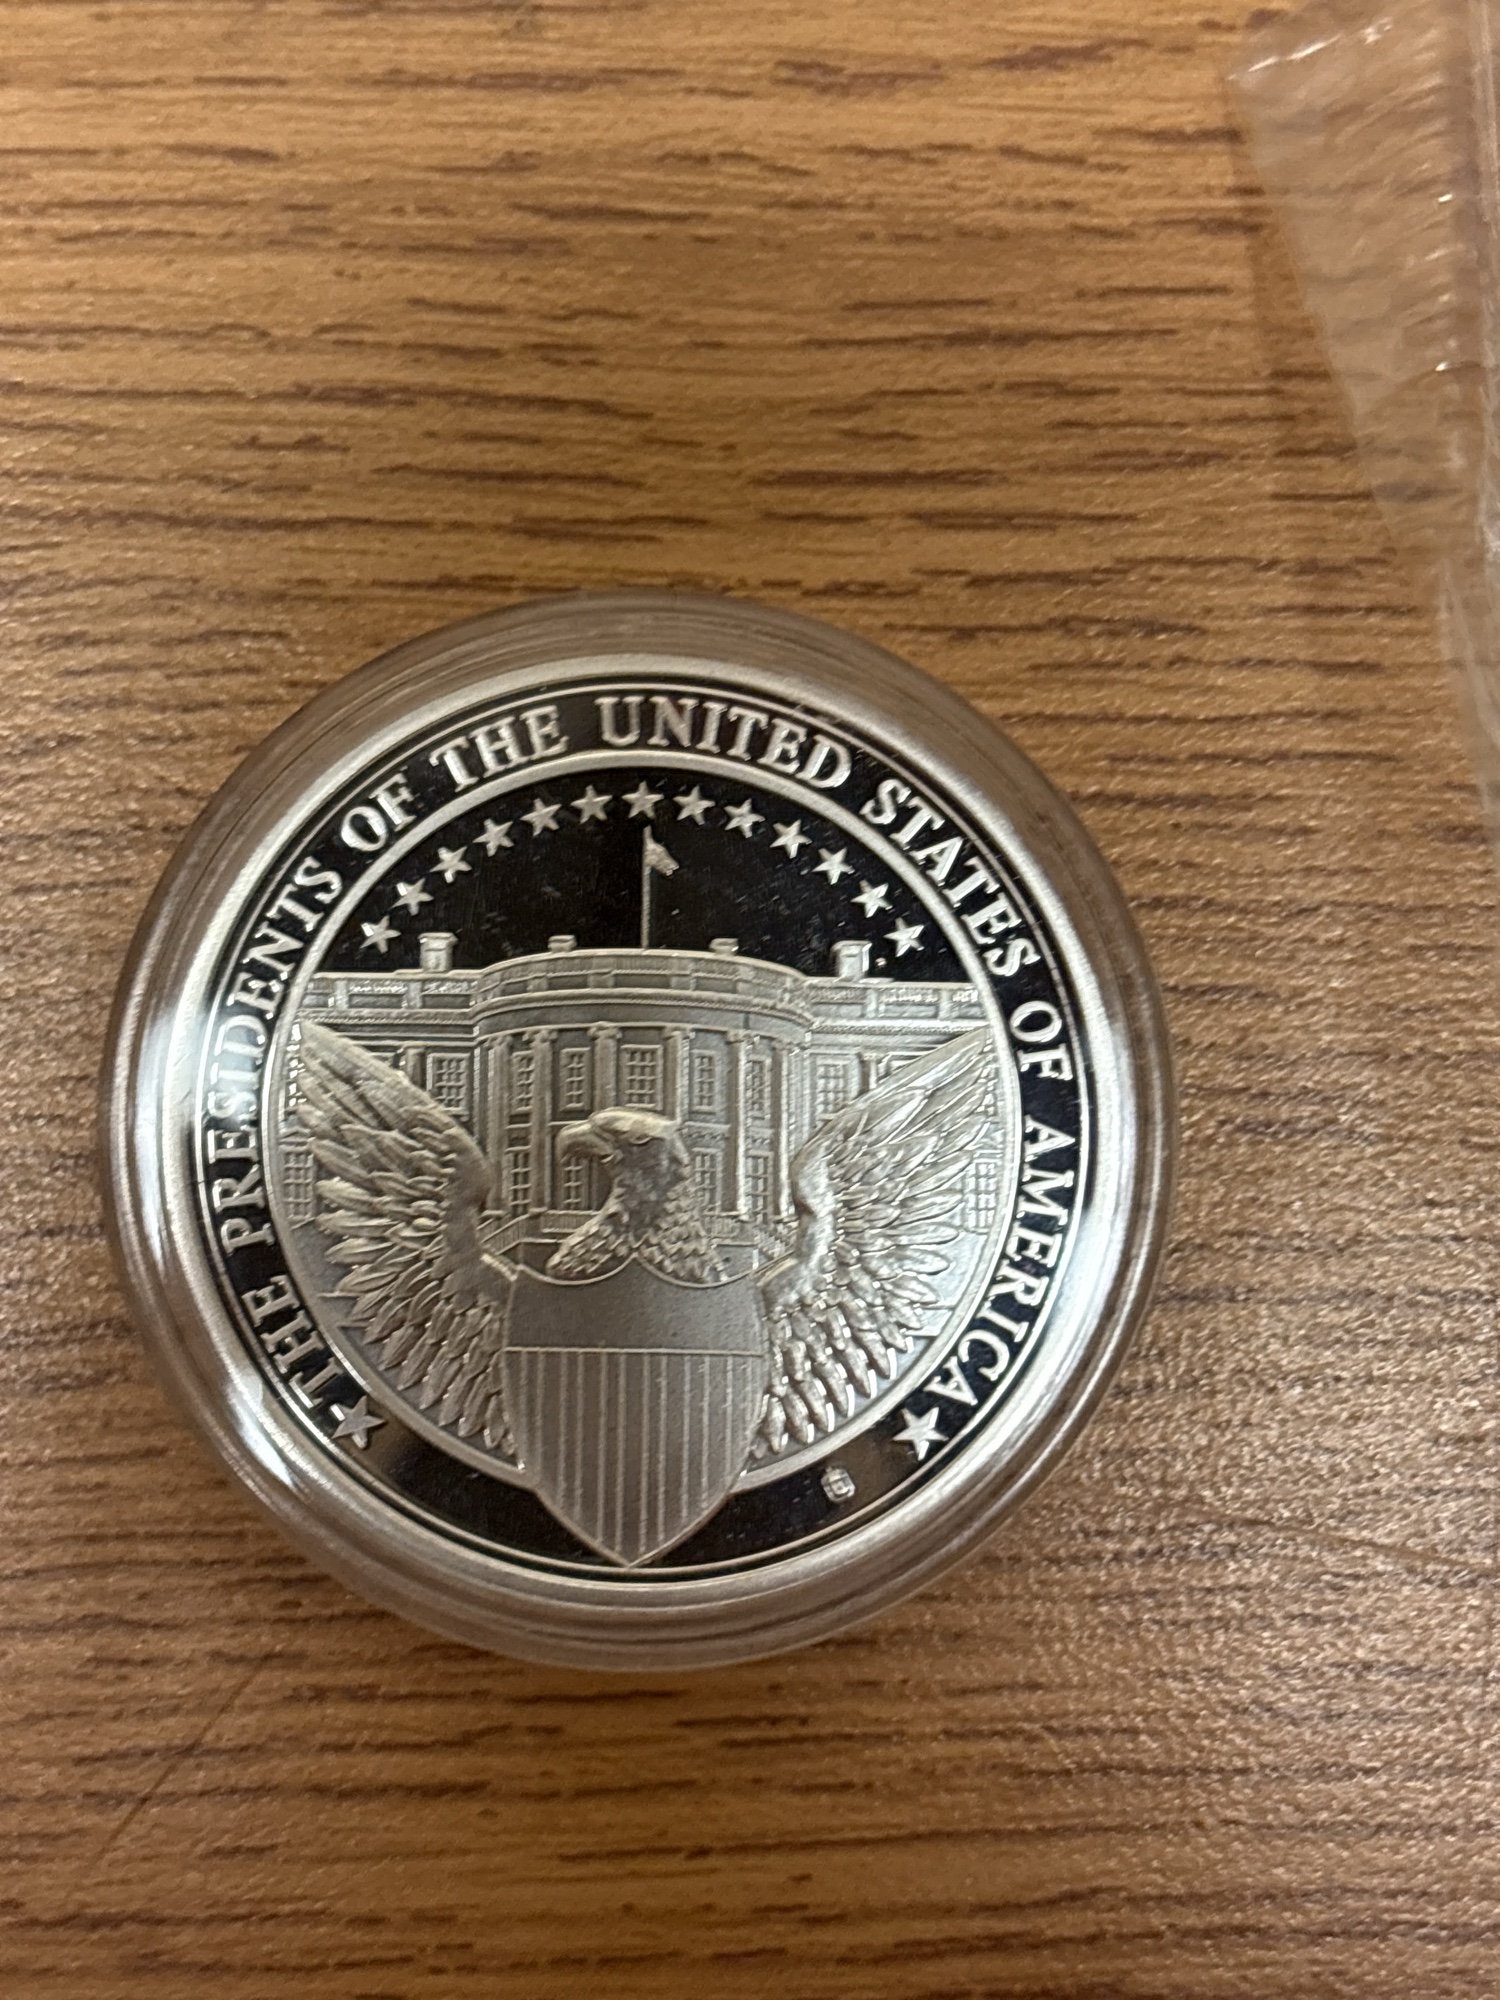 THE PRESIDENTS OF THE UNITED STATES OF AMERICA